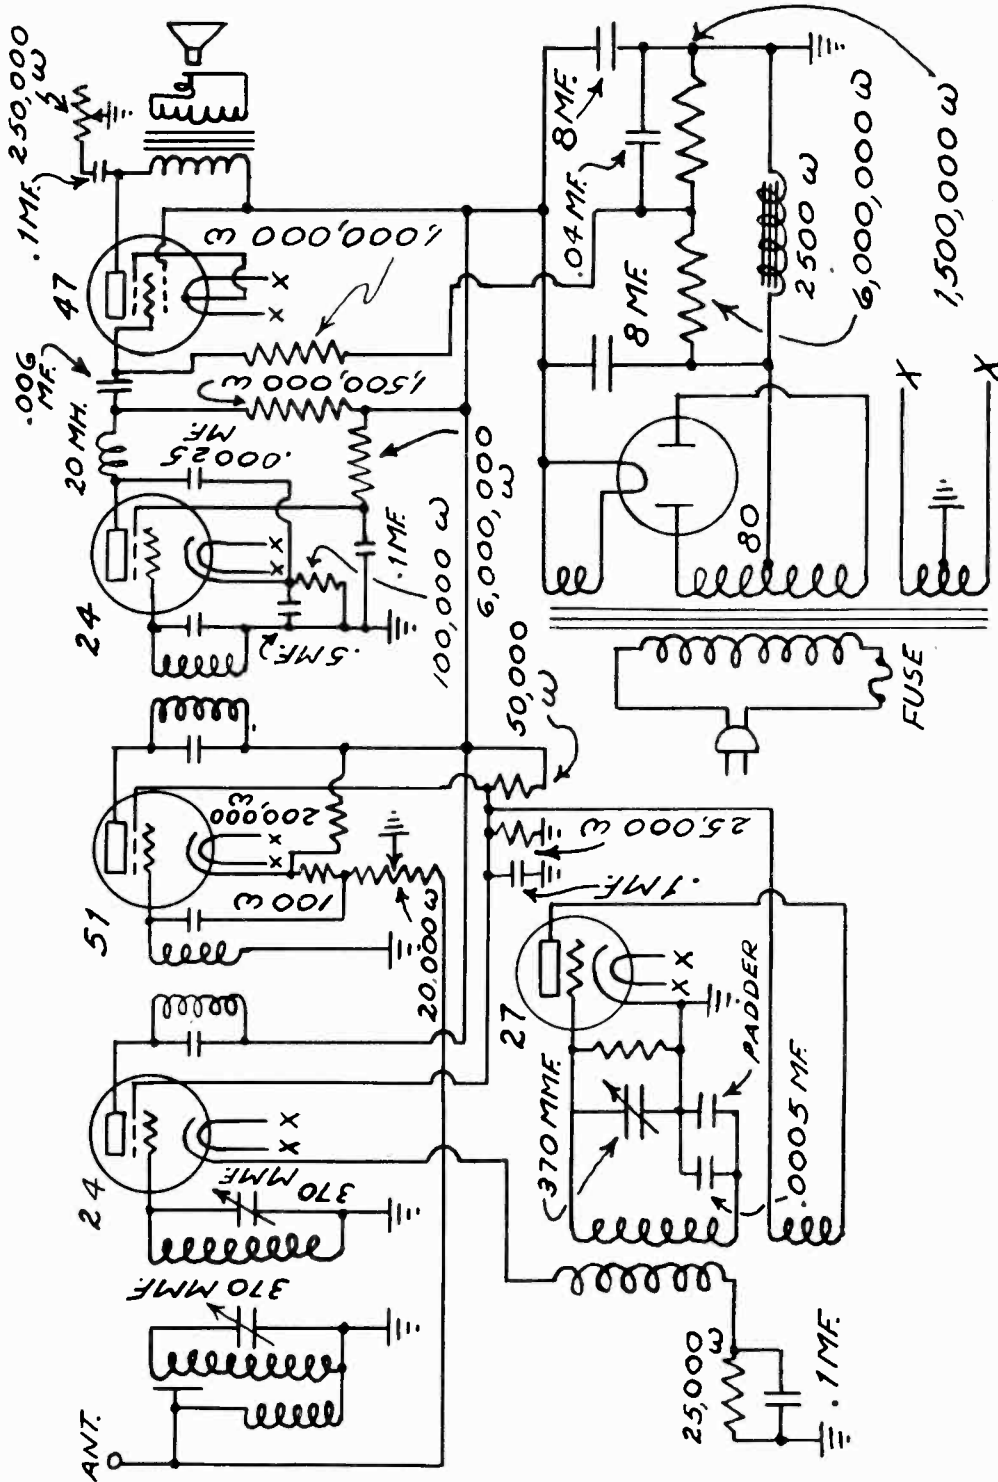 ANT.
370 MMF.
24
370
MMF.
X X
51
200,000
ω
X X
100 ω
20.000 ω
24
20 MH.
.00025
MF.
X X
.5 MF.
.1 MF.
100,000 ω
6,000,000
ω
.006
MF.
47
.1 MF.
250,000
ω
1,000,000 ω
1,500,000 ω
X X
50,000
ω
25,000 ω
.1 MF.
27
X X
370 MMF.
PADDER
.0005 MF.
25,000
ω
.1 MF.
FUSE
80
8 MF.
.04 MF.
8 MF.
2500 ω
6,000,000 ω
1,500,000 ω
X
X